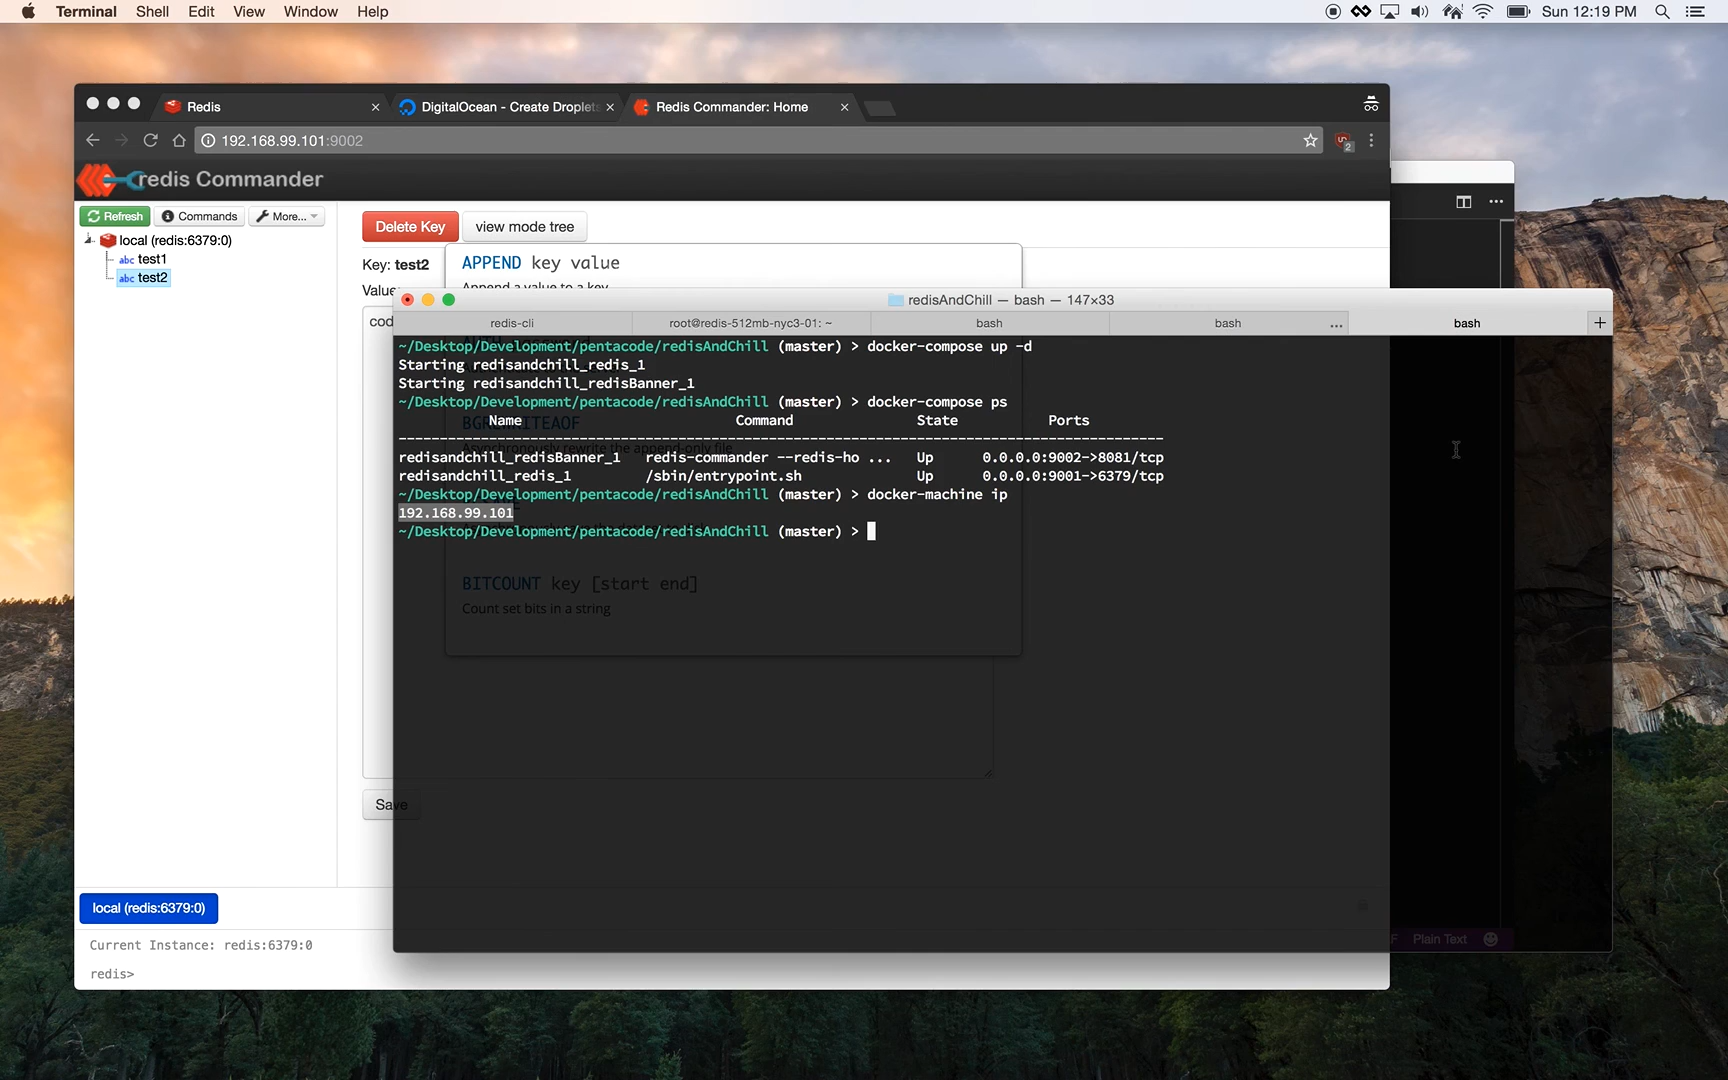 Terminal Shell Edit View Window Help Sun 12:19 PM
Redis DigitalOcean - Create Droplets Redis Commander: Home
192.168.99.101:9002 2
redis Commander
Refresh Commands More...
local (redis:6379:0)
abc test1
abc test2
Delete Key view mode tree
Key: test2
Value:
APPEND key value
Append a value to a key
redisAndChill — bash — 147×33
redis-cli root@redis-512mb-nyc3-01: ~ bash bash ... bash +
~/Desktop/Development/pentacode/redisAndChill (master) > docker-compose up -d
Starting redisandchill_redis_1
Starting redisandchill_redisBanner_1
~/Desktop/Development/pentacode/redisAndChill (master) > docker-compose ps
Name Command State Ports
BGREWRITEAOF
Asynchronously rewrite the append-only file
redisandchill_redisBanner_1 redis-commander --redis-ho ... Up 0.0.0.0:9002->8081/tcp
redisandchill_redis_1 /sbin/entrypoint.sh Up 0.0.0.0:9001->6379/tcp
~/Desktop/Development/pentacode/redisAndChill (master) > docker-machine ip
192.168.99.101
~/Desktop/Development/pentacode/redisAndChill (master) >
BITCOUNT key [start end]
Count set bits in a string
Save
local (redis:6379:0)
Plain Text
Current Instance: redis:6379:0
redis>